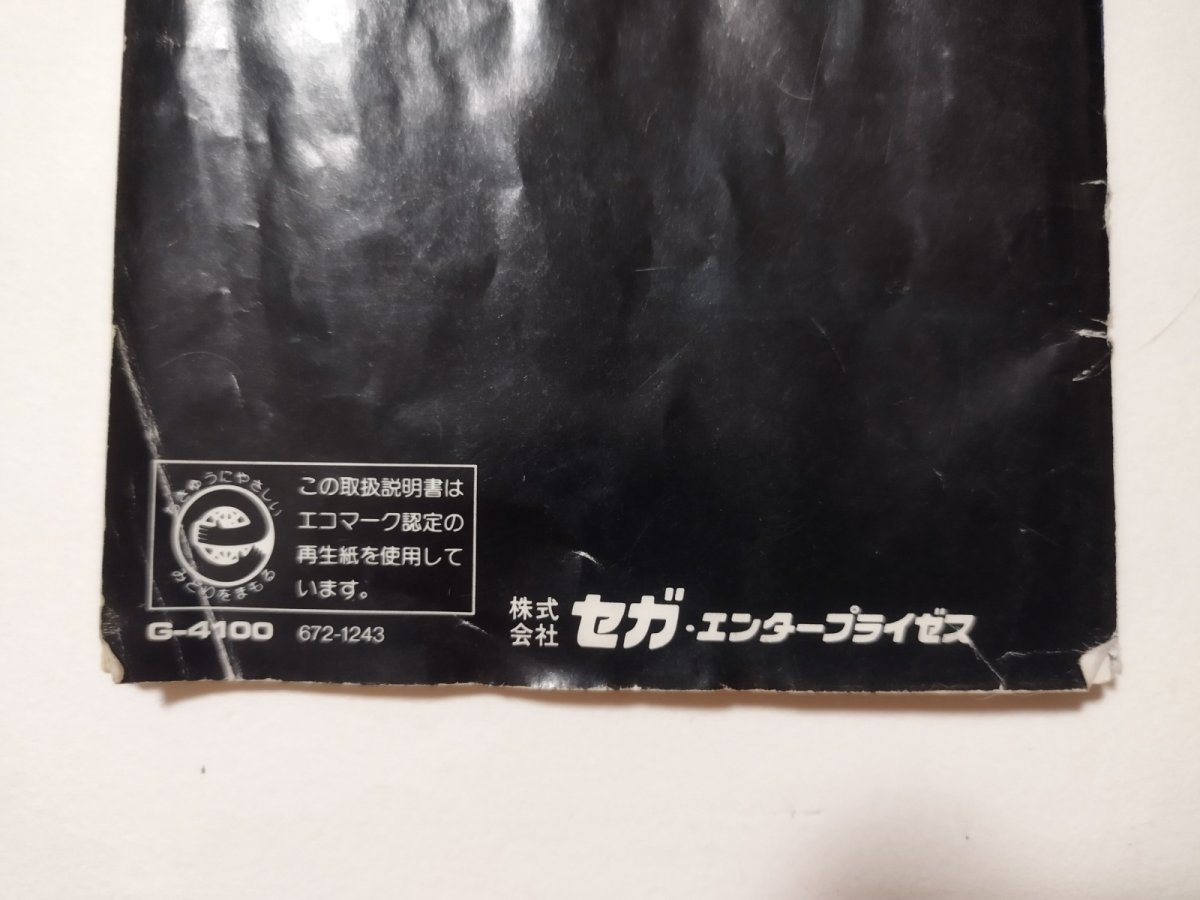 ちきゅうにやさしい
みどりをまもる
この取扱説明書は
エコマーク認定の
再生紙を使用して
います。
G-4100 672-1243
株式会社 セガ・エンタープライゼス